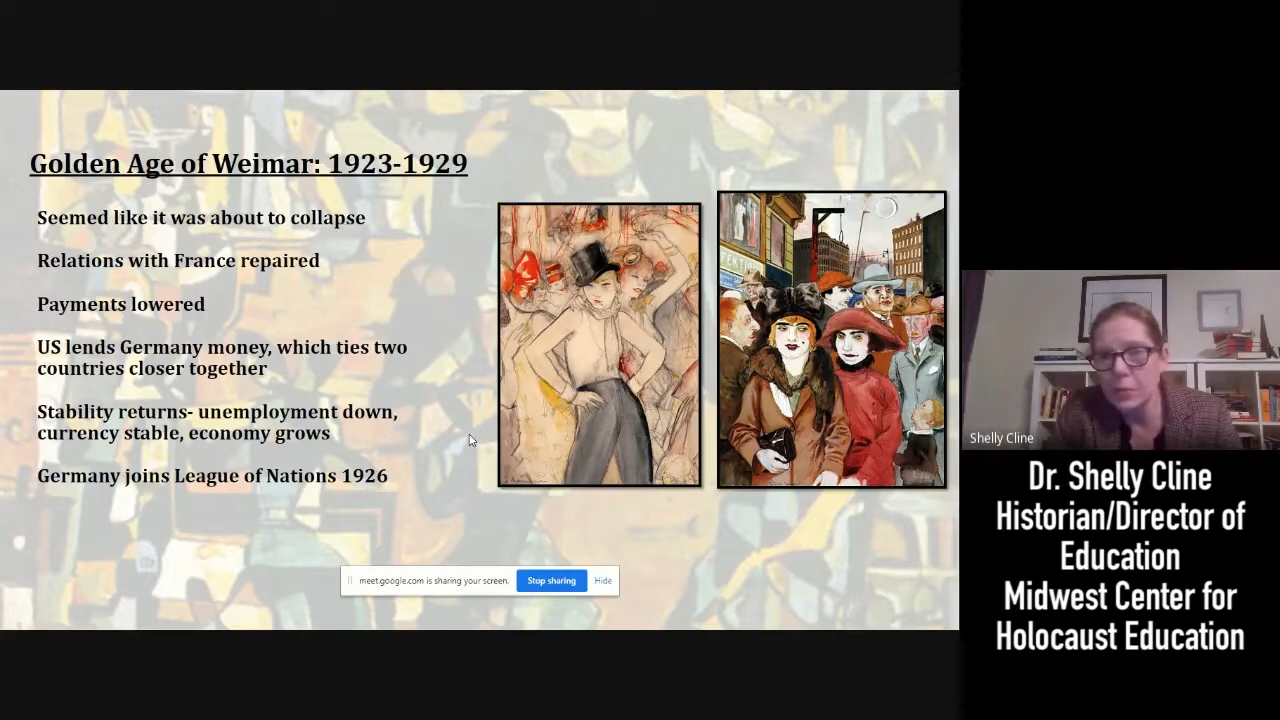 Golden Age of Weimar: 1923-1929
Seemed like it was about to collapse
Relations with France repaired
Payments lowered
US lends Germany money, which ties two
countries closer together
Stability returns- unemployment down,
currency stable, economy grows
Germany joins League of Nations 1926
meet.google.com is sharing your screen.
Stop sharing
Hide
Shelly Cline
Dr. Shelly Cline
Historian/Director of
Education
Midwest Center for
Holocaust Education